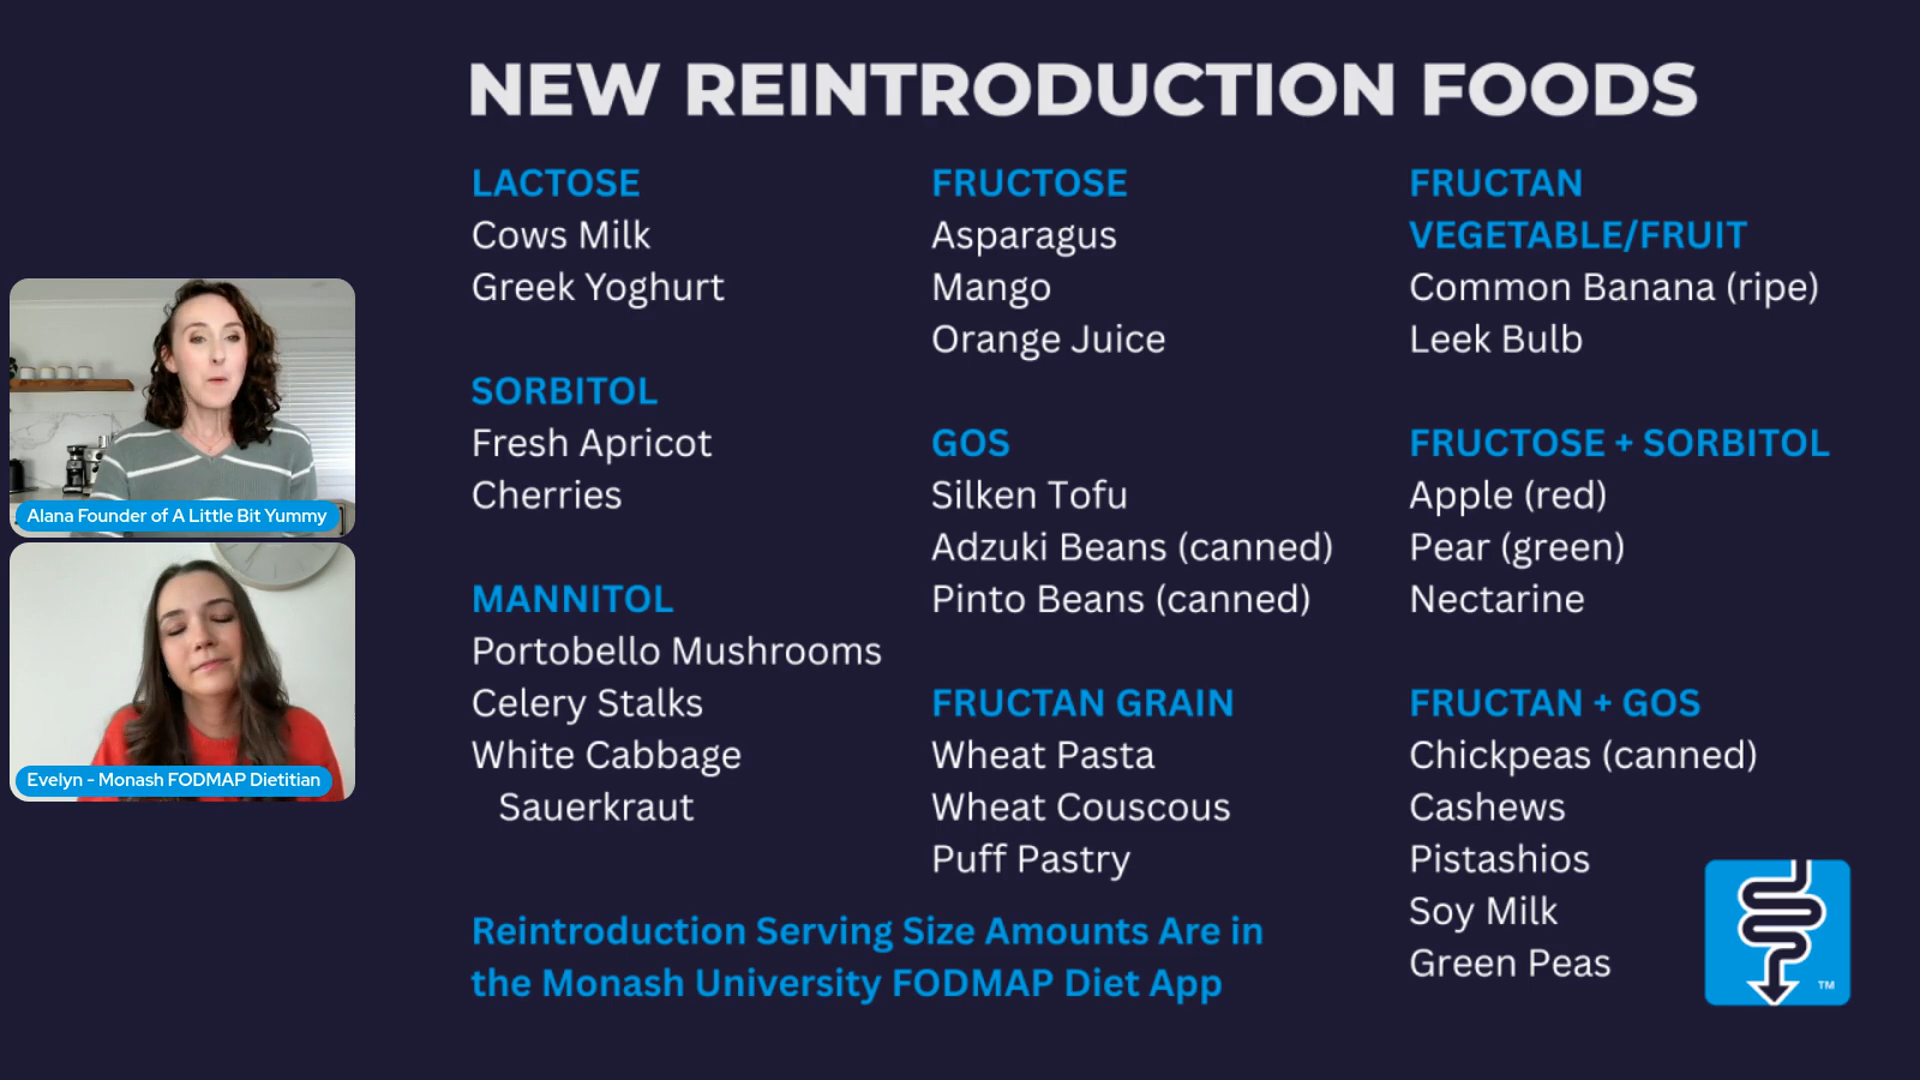 NEW REINTRODUCTION FOODS
LACTOSE
Cows Milk
Greek Yoghurt
SORBITOL
Fresh Apricot
Cherries
MANNITOL
Portobello Mushrooms
Celery Stalks
White Cabbage
Sauerkraut
FRUCTOSE
Asparagus
Mango
Orange Juice
GOS
Silken Tofu
Adzuki Beans (canned)
Pinto Beans (canned)
FRUCTAN GRAIN
Wheat Pasta
Wheat Couscous
Puff Pastry
FRUCTAN
VEGETABLE/FRUIT
Common Banana (ripe)
Leek Bulb
FRUCTOSE + SORBITOL
Apple (red)
Pear (green)
Nectarine
FRUCTAN + GOS
Chickpeas (canned)
Cashews
Pistashios
Soy Milk
Green Peas
Reintroduction Serving Size Amounts Are in
the Monash University FODMAP Diet App
Alana Founder of A Little Bit Yummy
Evelyn - Monash FODMAP Dietitian
TM